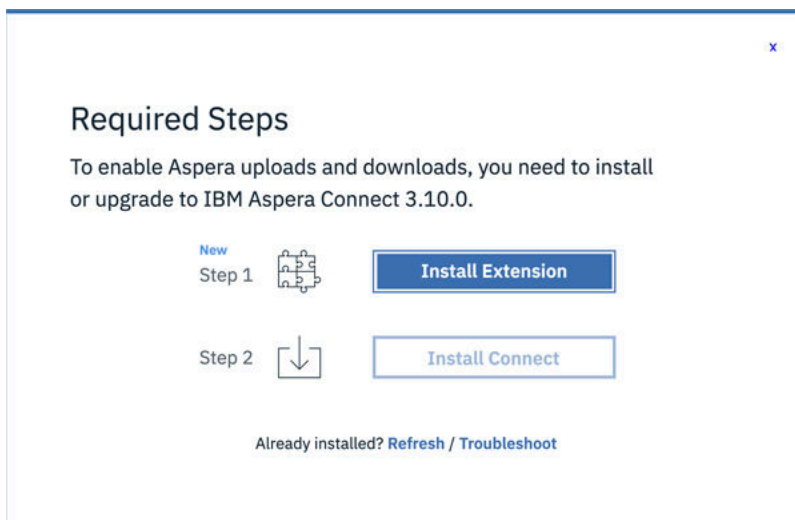 x
Required Steps
To enable Aspera uploads and downloads, you need to install
or upgrade to IBM Aspera Connect 3.10.0.
New
Step 1
Install Extension
Step 2
Install Connect
Already installed? Refresh / Troubleshoot